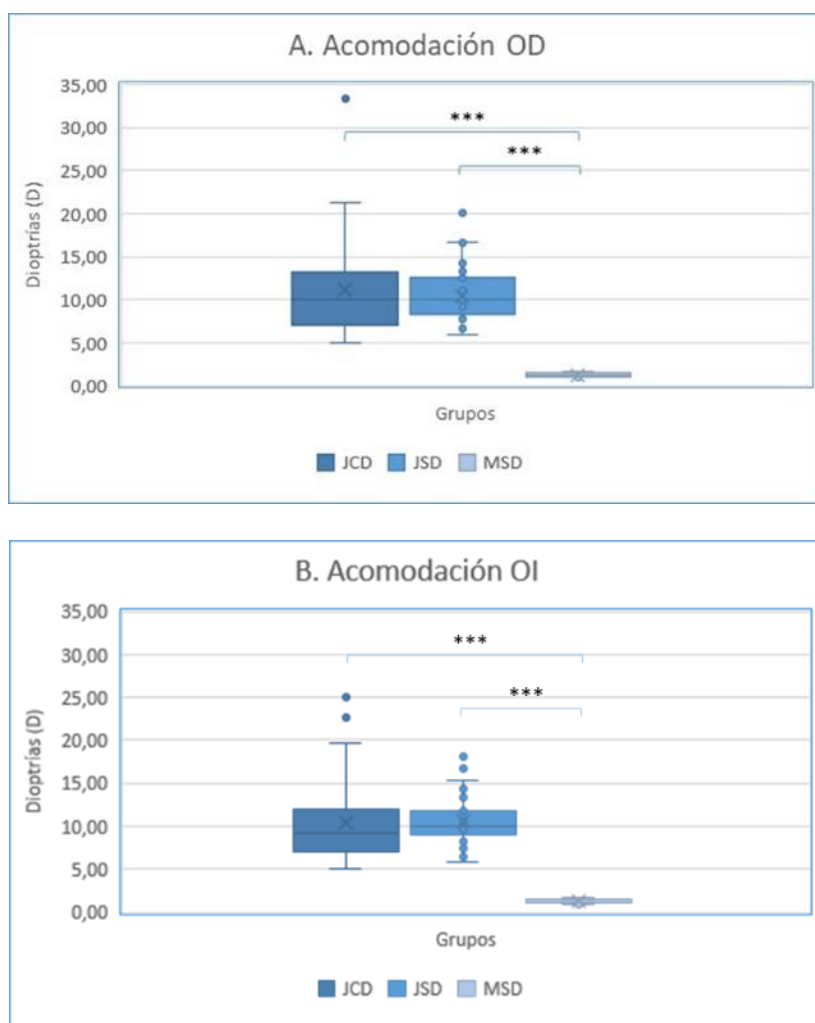 A. Acomodación OD
35,00
30,00
25,00
20,00
15,00
10,00
5,00
0,00
Dioptrías (D)
***
***
Grupos
JCD JSD MSD
B. Acomodación OI
35,00
30,00
25,00
20,00
15,00
10,00
5,00
0,00
Dioptrías (D)
***
***
Grupos
JCD JSD MSD